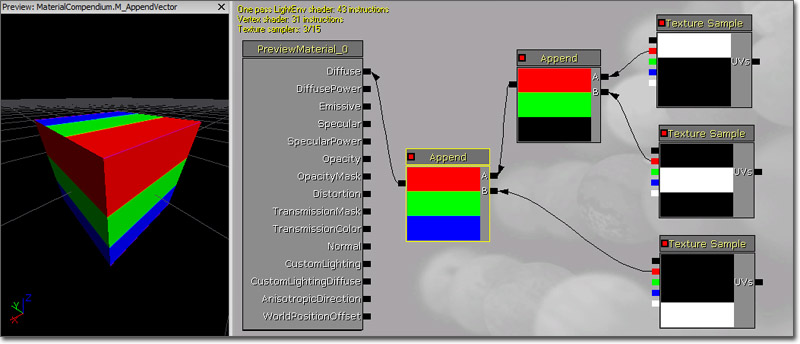 Preview: MaterialCompendium.M_AppendVector
One pass LightEnv shader: 43 instructions
Vertex shader: 31 instructions
Texture samplers: 3/15
PreviewMaterial_0
Diffuse
DiffusePower
Emissive
Specular
SpecularPower
Opacity
OpacityMask
Distortion
TransmissionMask
TransmissionColor
Normal
CustomLighting
CustomLightingDiffuse
AnisotropicDirection
WorldPositionOffset
Append
A
B
Append
A
B
Texture Sample
UVs
Texture Sample
UVs
Texture Sample
UVs
Z
Y
X